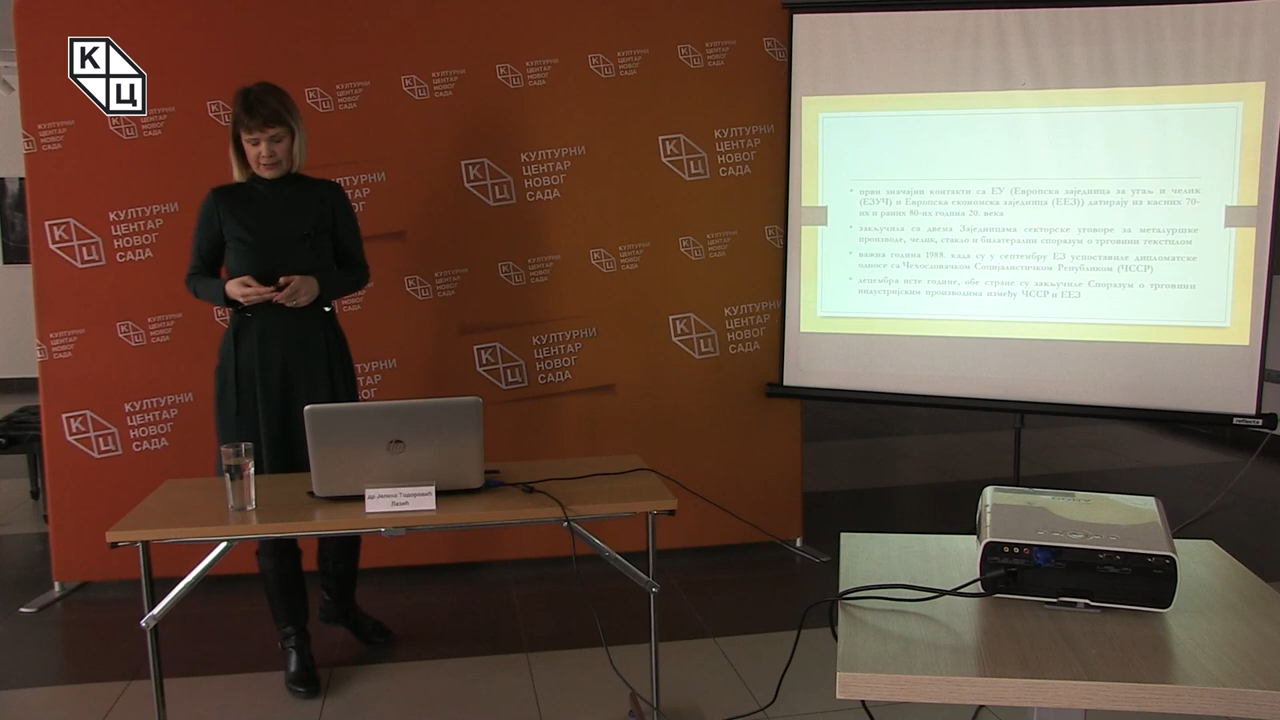 К
Ц
КУЛТУРНИ
ЦЕНТАР
НОВОГ
САДА
• први значајни контакти са ЕУ (Европска заједница за угаљ и челик
(ЕЗУЧ) и Европска економска заједница (ЕЕЗ)) датирају из касних 70-
их и раних 80-их година 20. века
• закључила са двема Заједницама секторске уговоре за металуршке
производе, челик, стакло и билатерални споразум о трговини текстилом
• важна година 1988. када су у септембру ЕЗ успоставиле дипломатске
односе са Чехословачком Социјалистичком Републиком (ЧССР)
• децембра исте године, обе стране су закључиле Споразум о трговини
индустријским производима између ЧССР и ЕЕЗ
reflecta
hp
др Јелена Тодоровић
Лазић